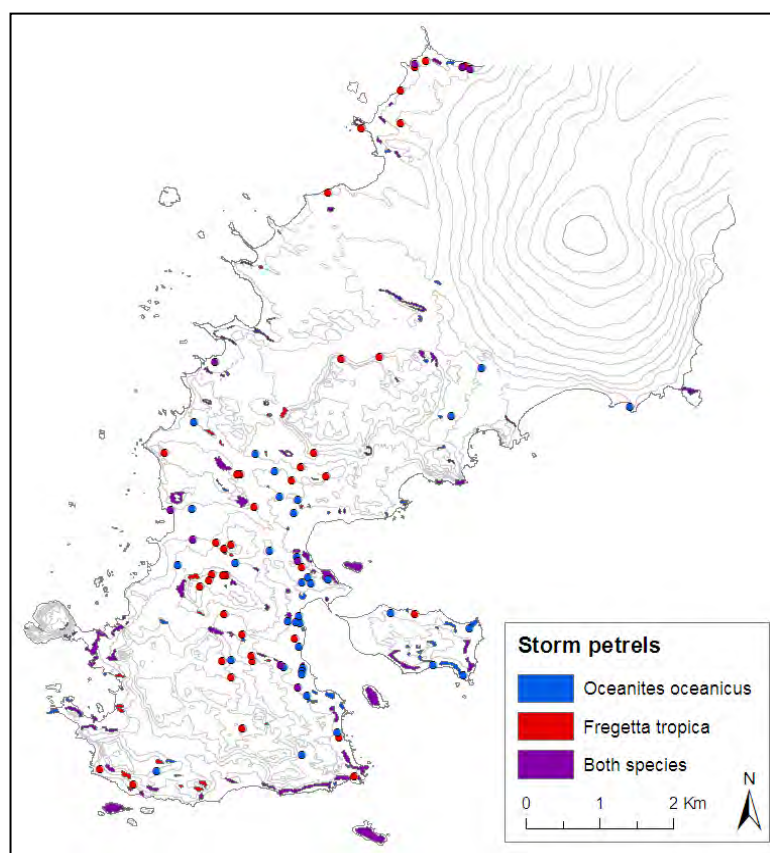 Storm petrels
Oceanites oceanicus
Fregetta tropica
Both species
N
0 1 2 Km